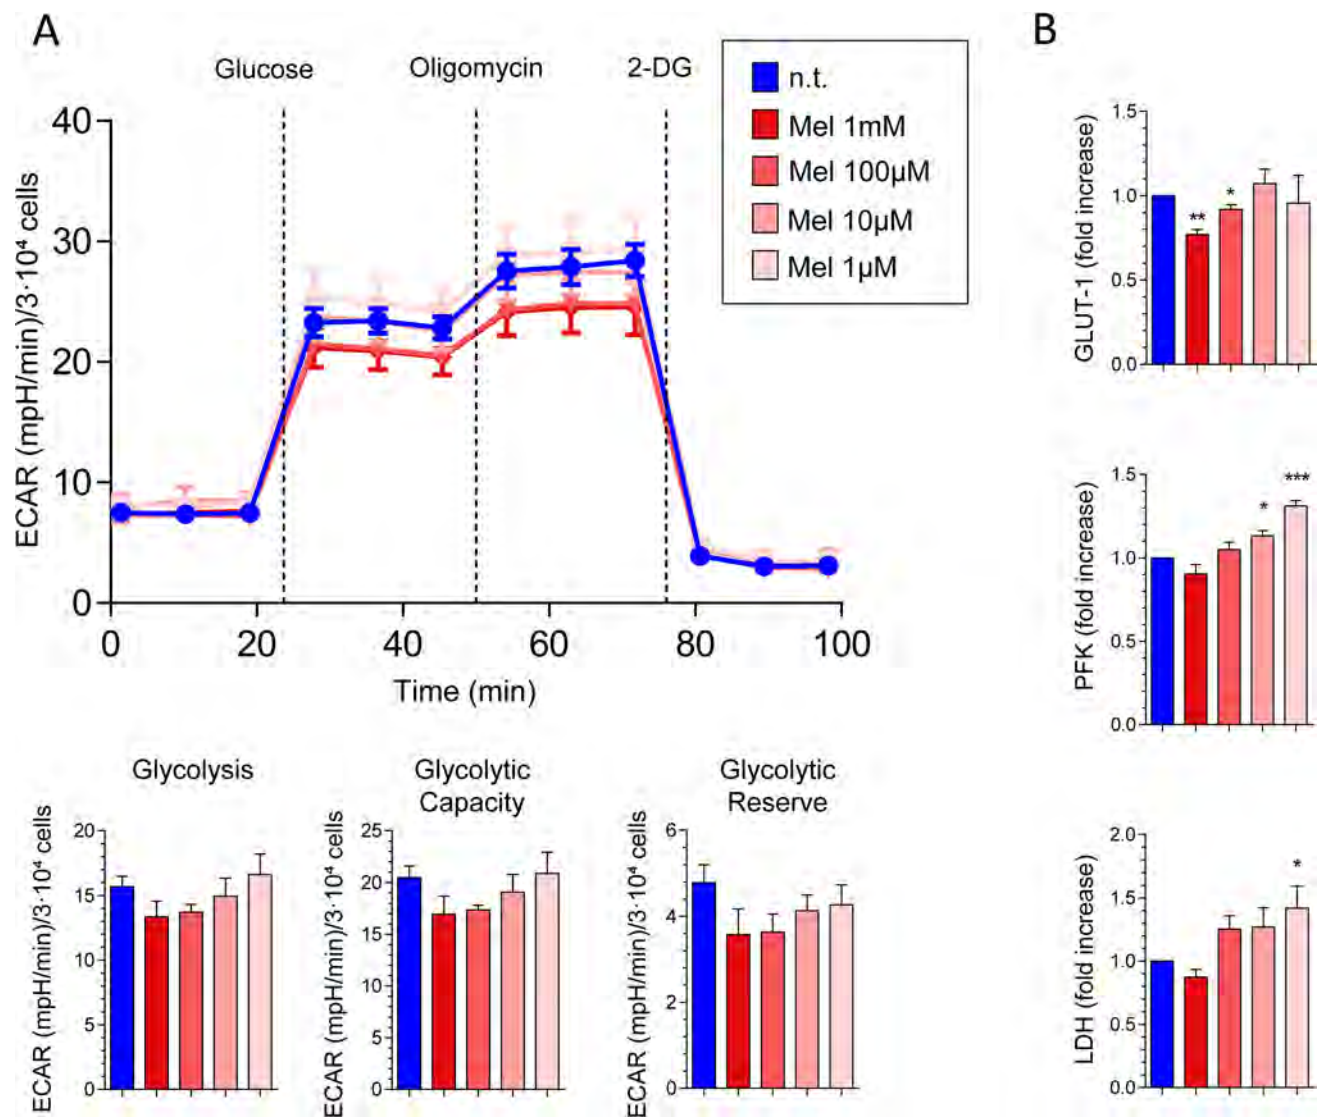 A
B
Glucose
Oligomycin
2-DG
n.t.
Mel 1mM
Mel 100µM
Mel 10µM
Mel 1µM
ECAR (mpH/min)/3·10⁴ cells
40
30
20
10
0
0
20
40
60
80
100
Time (min)
GLUT-1 (fold increase)
1.5
1.0
0.5
0.0
**
*
PFK (fold increase)
1.5
1.0
0.5
0.0
*
***
Glycolysis
ECAR (mpH/min)/3·10⁴ cells
20
15
10
5
0
Glycolytic
Capacity
ECAR (mpH/min)/3·10⁴ cells
25
20
15
10
5
0
Glycolytic
Reserve
ECAR (mpH/min)/3·10⁴ cells
6
4
2
0
LDH (fold increase)
2.0
1.5
1.0
0.5
0.0
*